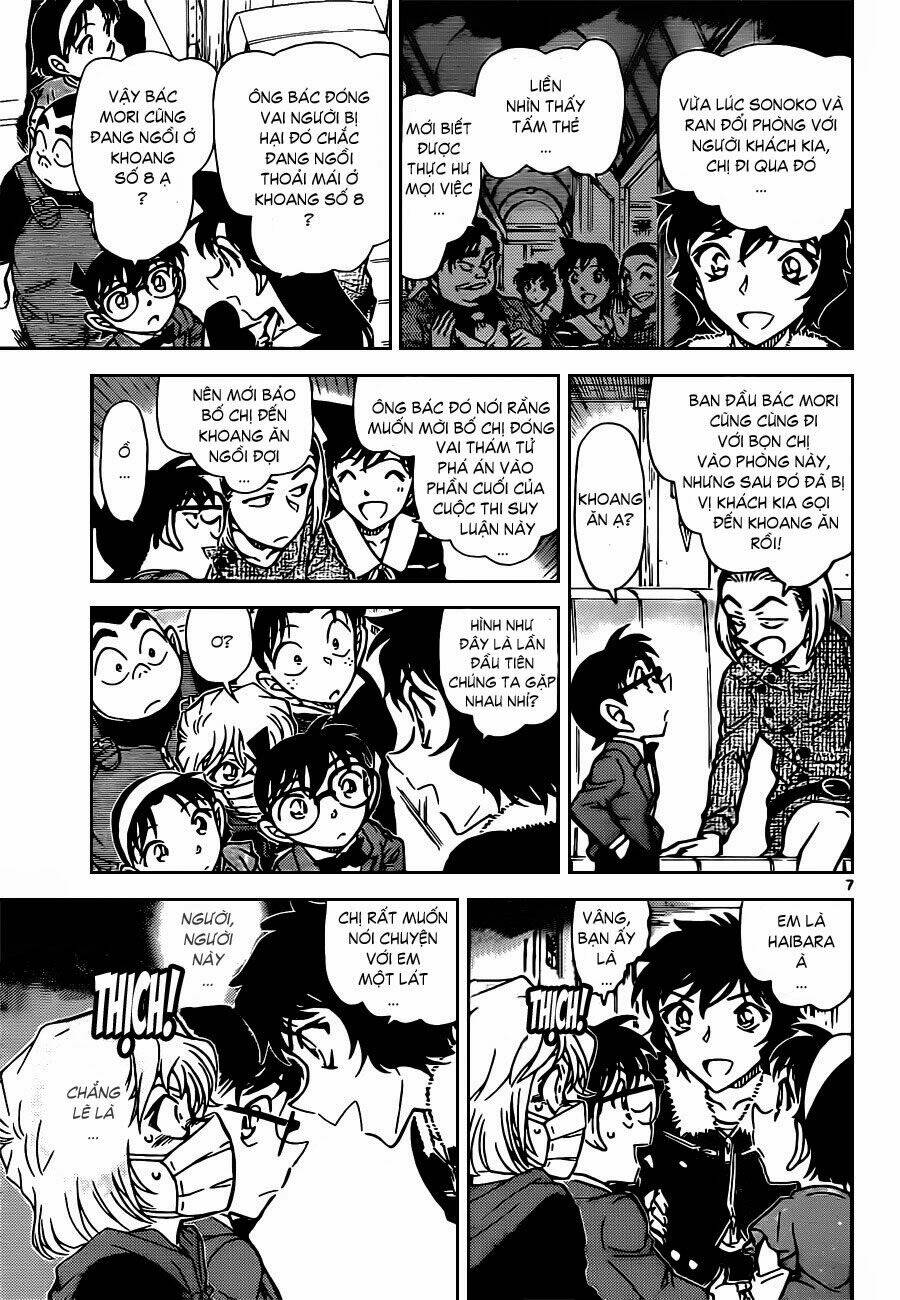 VỪA LÚC SONOKO VÀ
RAN ĐỔI PHÒNG VỚI
NGƯỜI KHÁCH KIA,
CHỊ ĐI QUA ĐÓ
...
LIỀN
NHÌN THẤY
TẤM THẺ
...
MỚI BIẾT
ĐƯỢC
THỰC HƯ
MỌI VIỆC
...
ÔNG BÁC ĐÓNG
VAI NGƯỜI BỊ
HẠI ĐÓ CHẮC
ĐANG NGỒI
THOẢI MÁI Ở
KHOANG SỐ 8
?
VẬY BÁC
MORI CŨNG
ĐANG NGỒI Ở
KHOANG
SỐ 8 Ạ
?
BAN ĐẦU BÁC MORI
CŨNG CÙNG ĐI
VỚI BỌN CHỊ
VÀO PHÒNG NÀY,
NHƯNG SAU ĐÓ ĐÃ BỊ
VỊ KHÁCH KIA GỌI
ĐẾN KHOANG ĂN
RỒI!
KHOANG
ĂN Ạ?
ÔNG BÁC ĐÓ NÓI RẰNG
MUỐN MỜI BỐ CHỊ ĐÓNG
VAI THÁM TỬ
PHÁ ÁN VÀO
PHẦN CUỐI CỦA
CUỘC THI SUY
LUẬN NÀY
...
NÊN MỚI BẢO
BỐ CHỊ ĐẾN
KHOANG ĂN
NGỒI ĐỢI
...
Ồ
...
HÌNH NHƯ
ĐÂY LÀ LẦN
ĐẦU TIÊN
CHÚNG TA GẶP
NHAU NHỈ?
Ơ?
7
EM LÀ
HAIBARA
À
VÂNG,
BẠN ẤY
LÀ
...
THỊCH!
CHỊ RẤT MUỐN
NÓI CHUYỆN
VỚI EM
MỘT LÁT
...
NGƯỜI,
NGƯỜI
NÀY
THỊCH!
CHẲNG
LẼ LÀ
...